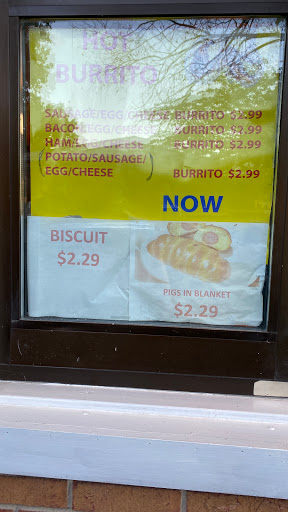 HOT
BURRITO
SAUSAGE/EGG/CHEESE BURRITO $2.99
BACON/EGG/CHEESE BURRITO $2.99
HAM/EGG/CHEESE BURRITO $2.99
(POTATO/SAUSAGE/)
EGG/CHEESE BURRITO $2.99
NOW
BISCUIT
$2.29
PIGS IN BLANKET
$2.29